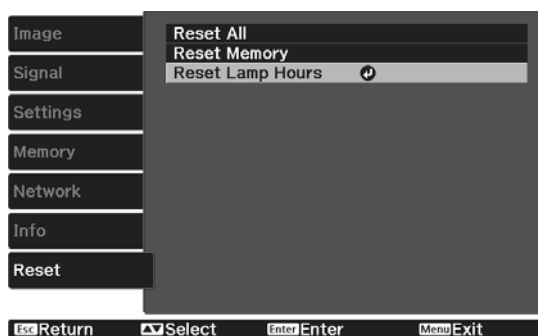 Image
Signal
Settings
Memory
Network
Info
Reset
Reset All
Reset Memory
Reset Lamp Hours
Esc Return Select Enter Enter Menu Exit